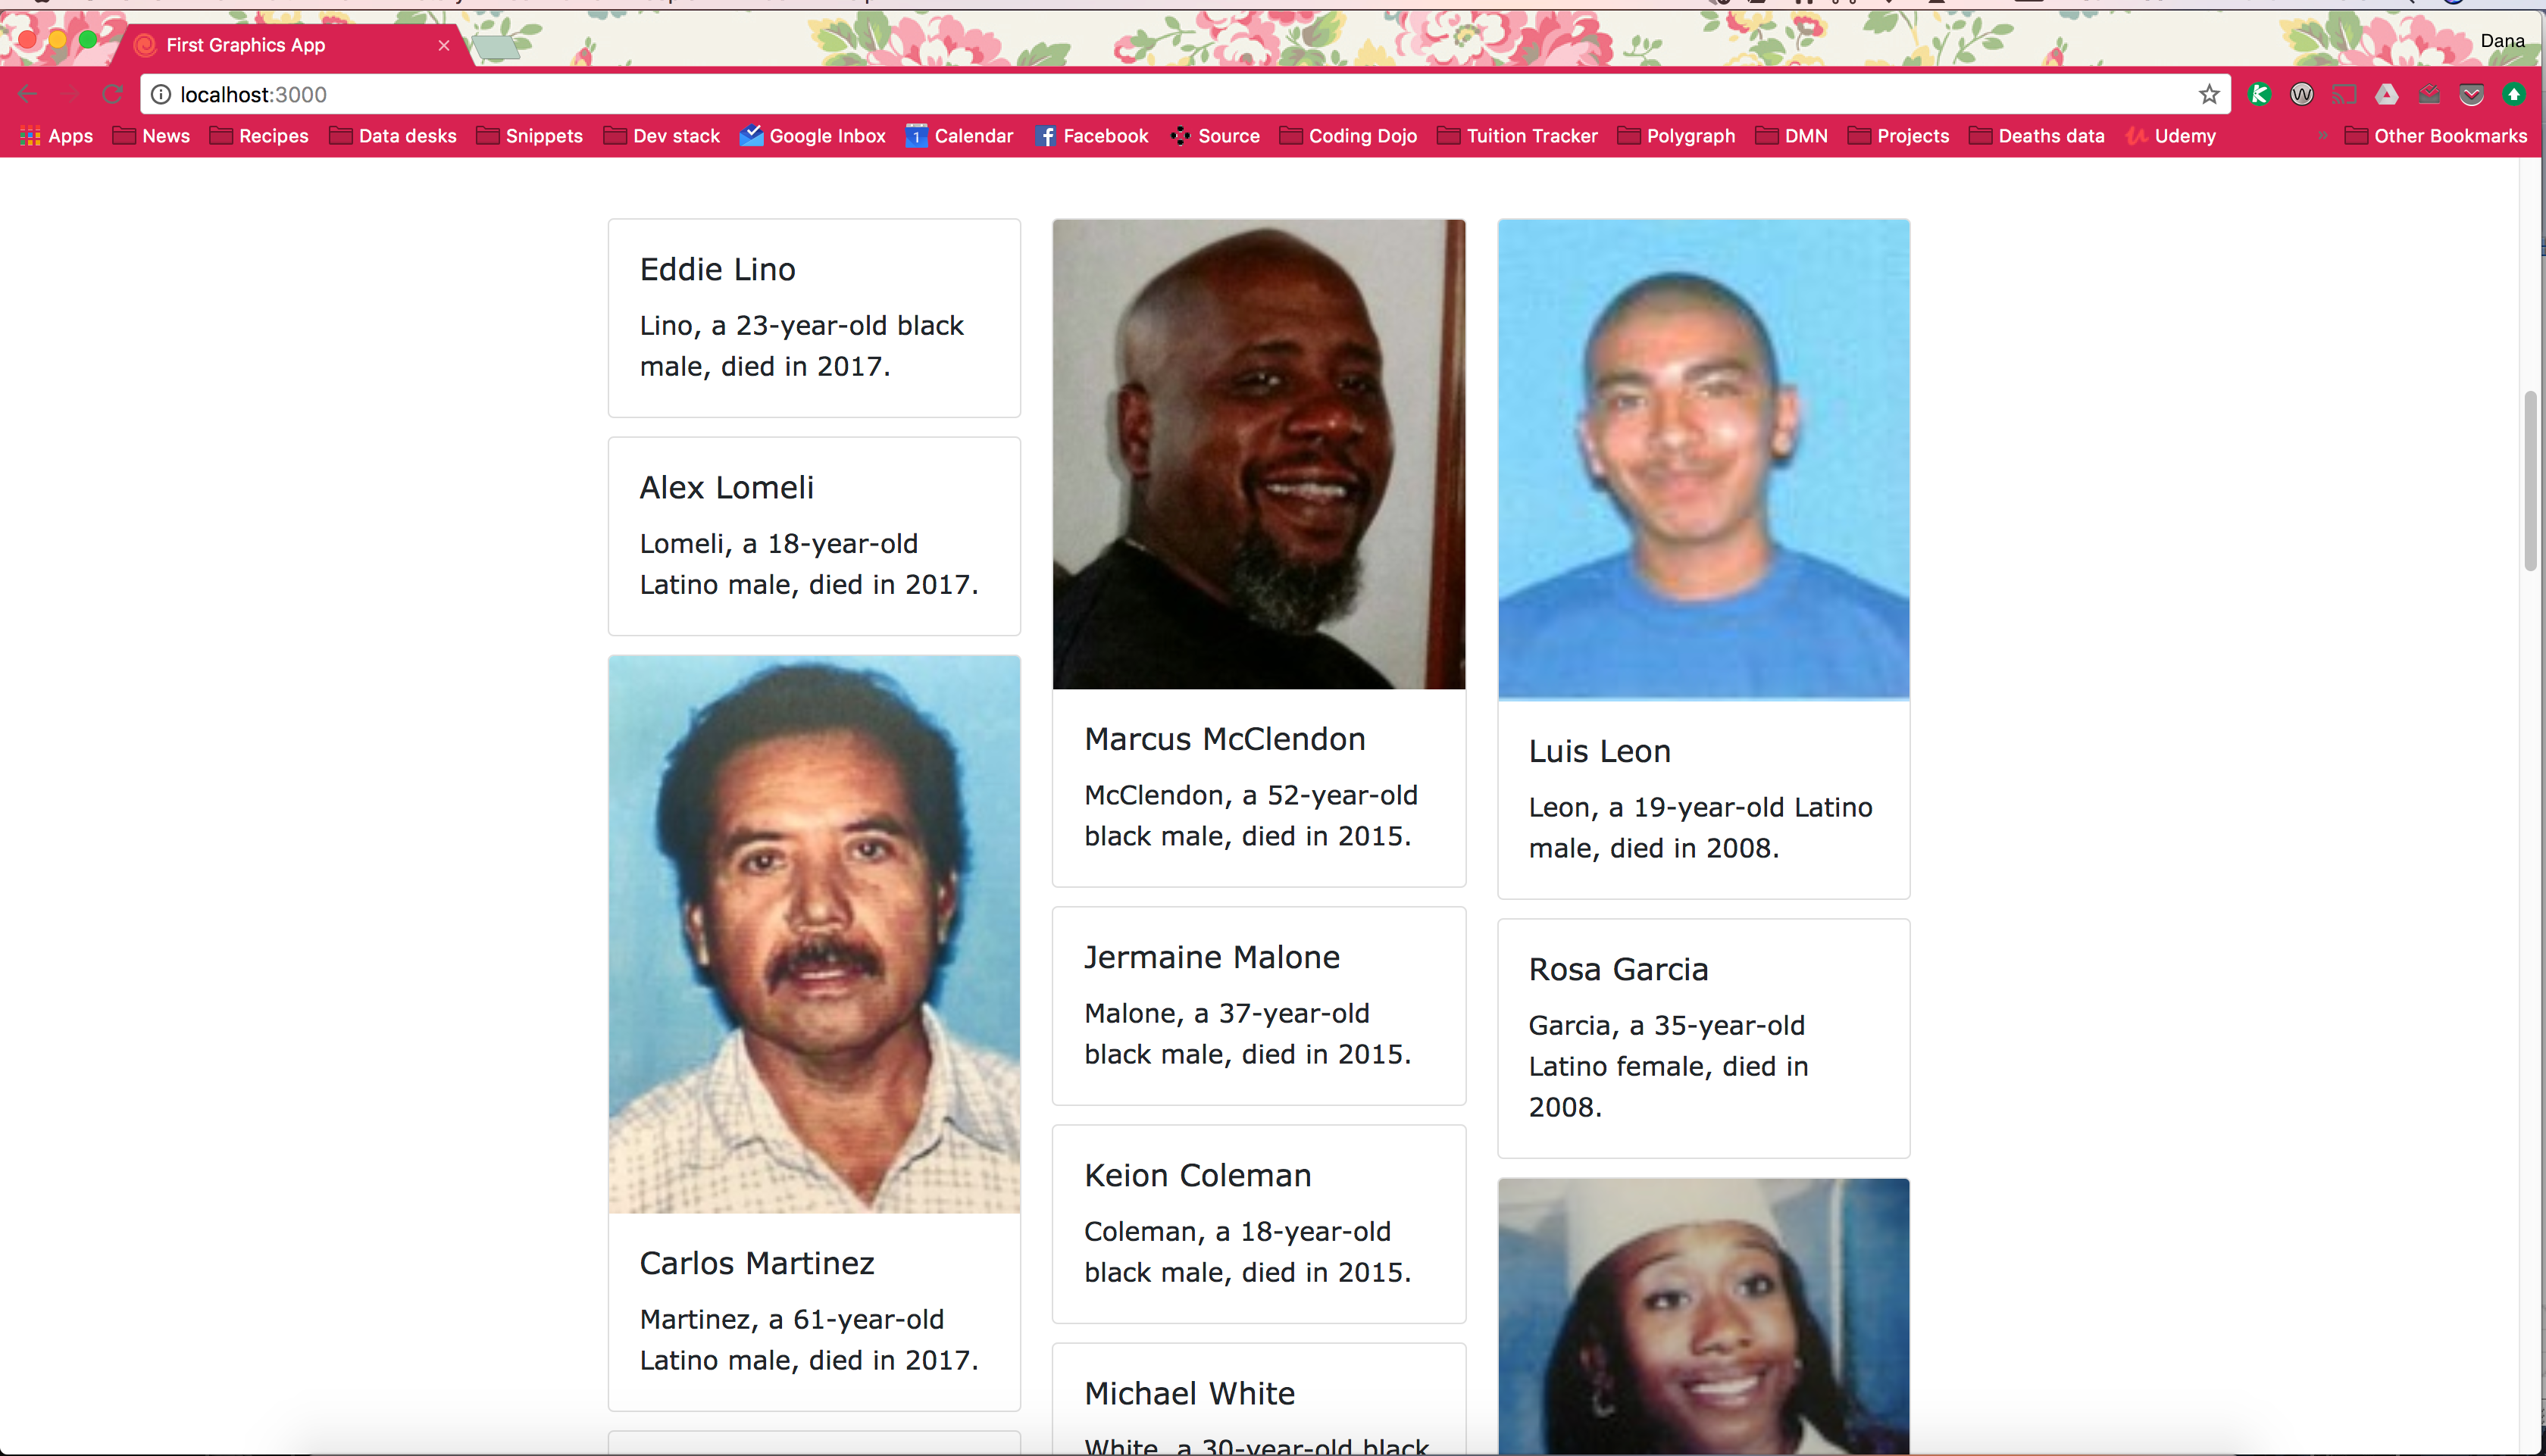 First Graphics App
Dana
localhost:3000
Apps News Recipes Data desks Snippets Dev stack Google Inbox 1 Calendar Facebook Source Coding Dojo Tuition Tracker Polygraph DMN Projects Deaths data Udemy » Other Bookmarks
Eddie Lino
Lino, a 23-year-old black
male, died in 2017.
Alex Lomeli
Lomeli, a 18-year-old
Latino male, died in 2017.
Carlos Martinez
Martinez, a 61-year-old
Latino male, died in 2017.
Marcus McClendon
McClendon, a 52-year-old
black male, died in 2015.
Jermaine Malone
Malone, a 37-year-old
black male, died in 2015.
Keion Coleman
Coleman, a 18-year-old
black male, died in 2015.
Michael White
White, a 30-year-old black
Luis Leon
Leon, a 19-year-old Latino
male, died in 2008.
Rosa Garcia
Garcia, a 35-year-old
Latino female, died in
2008.